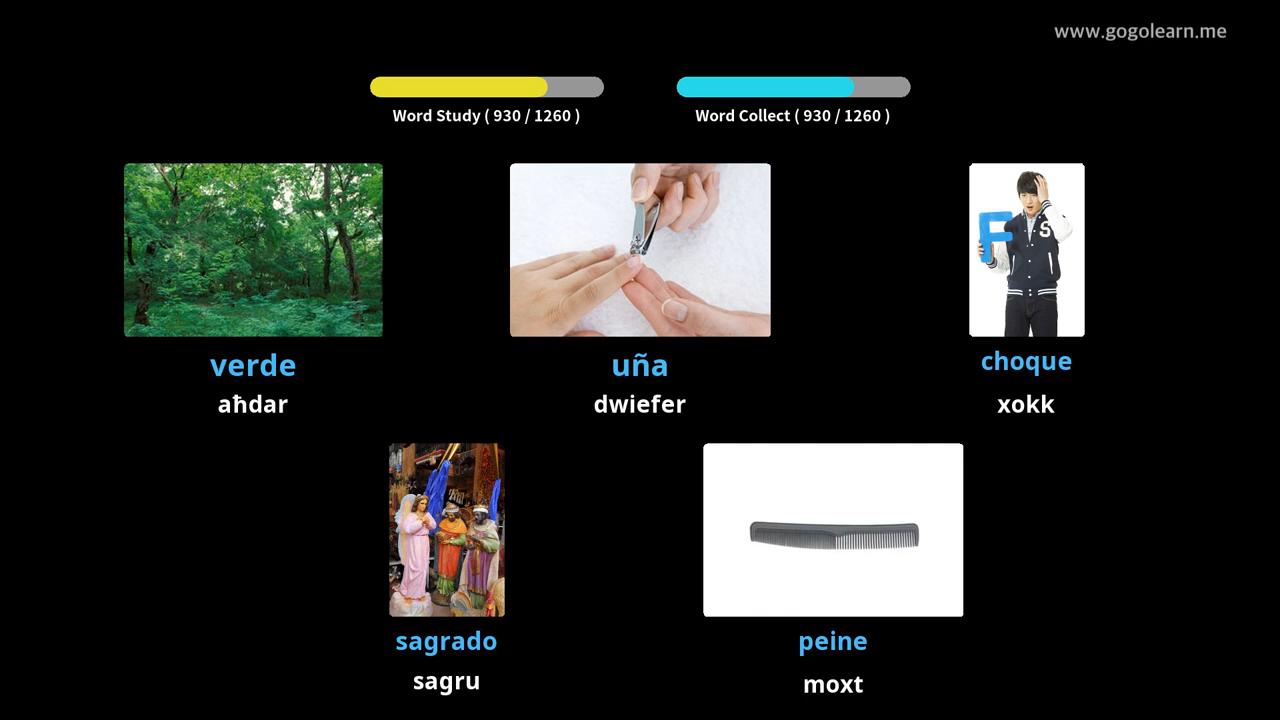 www.gogolearn.me
Word Study ( 930 / 1260 )
Word Collect ( 930 / 1260 )
F
S
verde
uña
choque
aħdar
dwiefer
xokk
sagrado
peine
sagru
moxt